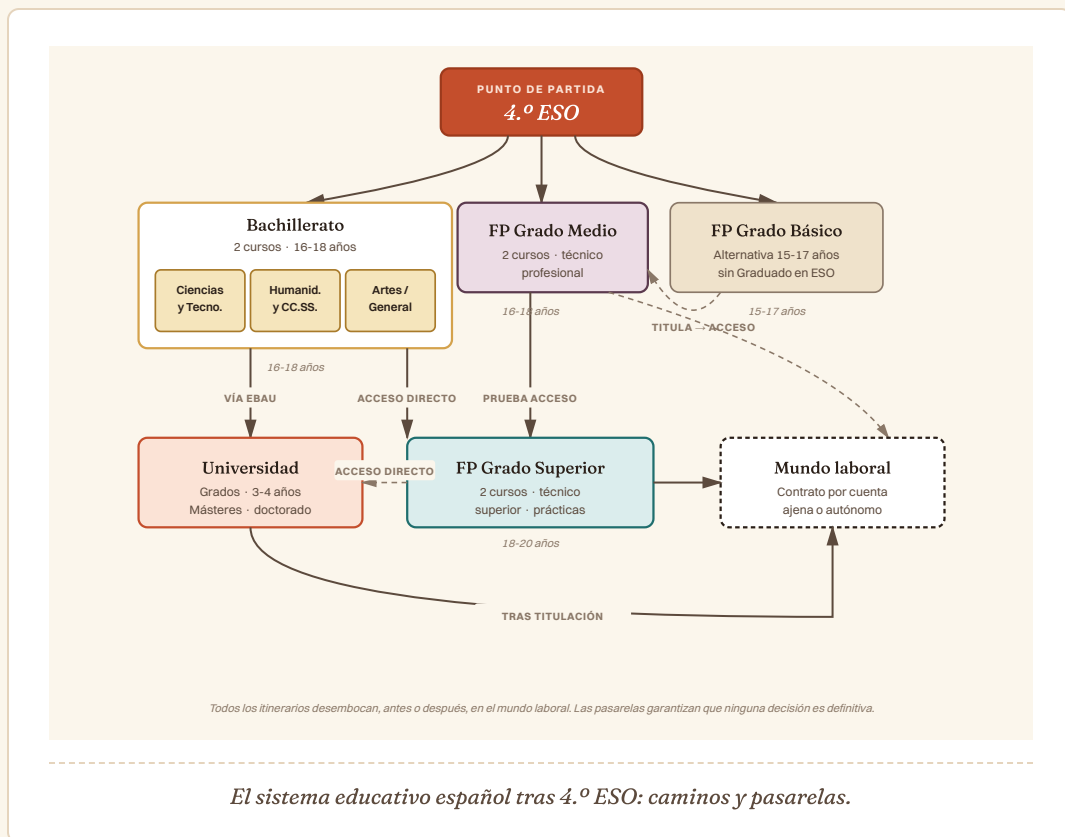 PUNTO DE PARTIDA
4.º ESO
Bachillerato
2 cursos · 16-18 años
Ciencias
y Tecno.
Humanid.
y CC.SS.
Artes /
General
FP Grado Medio
2 cursos · técnico
profesional
FP Grado Básico
Alternativa 15-17 años
sin Graduado en ESO
16-18 años
15-17 años
TITULA → ACCESO
16-18 años
VÍA EBAU
ACCESO DIRECTO
PRUEBA ACCESO
Universidad
Grados · 3-4 años
Másteres · doctorado
ACCESO DIRECTO
FP Grado Superior
2 cursos · técnico
superior · prácticas
Mundo laboral
Contrato por cuenta
ajena o autónomo
18-20 años
TRAS TITULACIÓN
Todos los itinerarios desembocan, antes o después, en el mundo laboral. Las pasarelas garantizan que ninguna decisión es definitiva.
El sistema educativo español tras 4.º ESO: caminos y pasarelas.